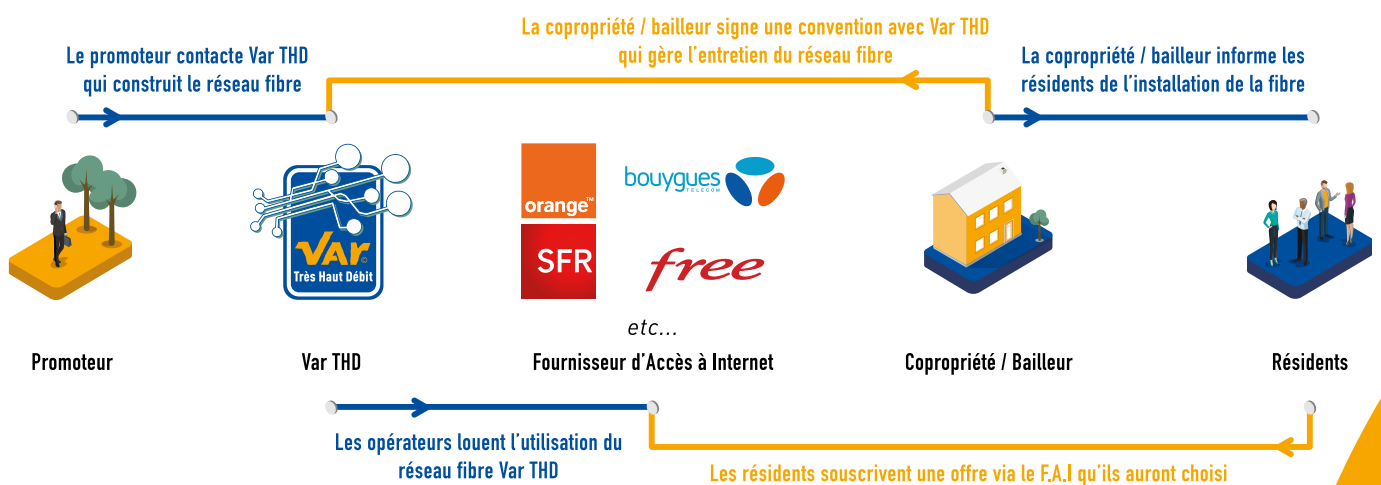 La copropriété / bailleur signe une convention avec Var THD
qui gère l'entretien du réseau fibre
Le promoteur contacte Var THD
qui construit le réseau fibre
La copropriété / bailleur informe les
résidents de l'installation de la fibre
orange™
bouygues
TELECOM
VAr©
Très Haut Débit
SFR
free
etc...
Promoteur
Var THD
Fournisseur d'Accès à Internet
Copropriété / Bailleur
Résidents
Les opérateurs louent l'utilisation du
réseau fibre Var THD
Les résidents souscrivent une offre via le F.A.I qu'ils auront choisi